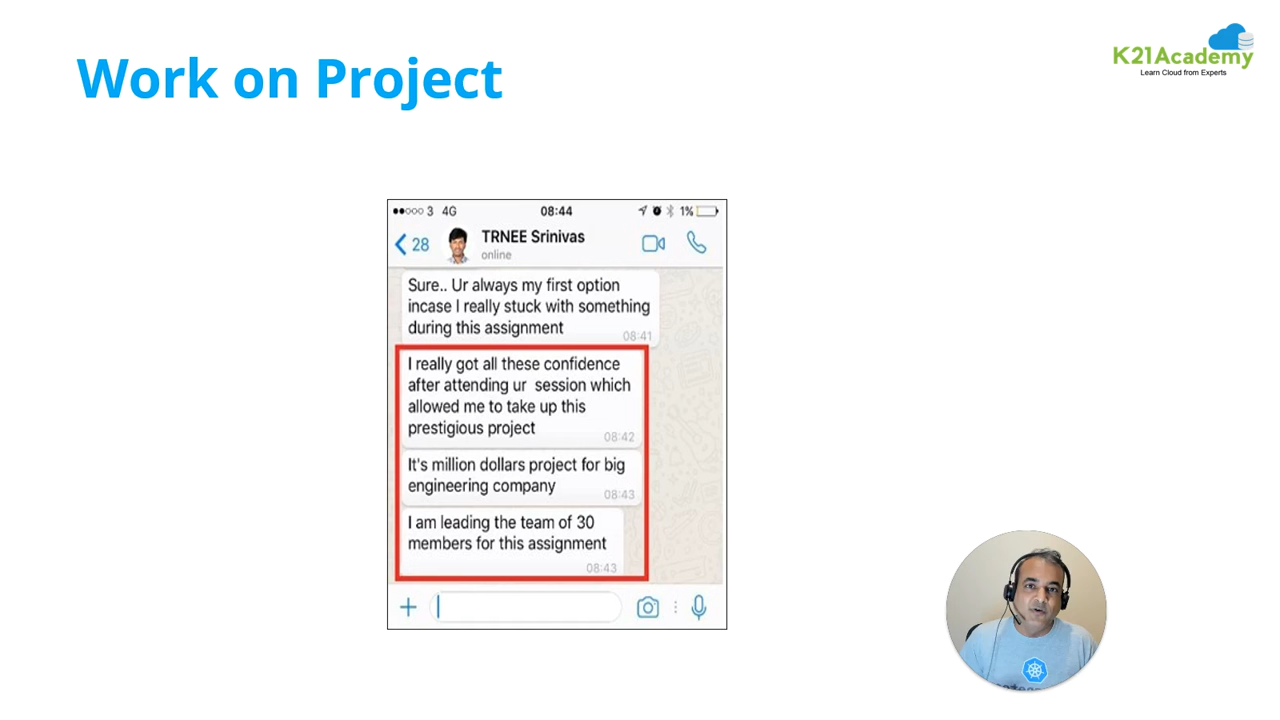 Work on Project
K21Academy
Learn Cloud from Experts
3 4G 08:44 1%
28 TRNEE Srinivas
online
Sure.. Ur always my first option
incase I really stuck with something
during this assignment
08:41
I really got all these confidence
after attending ur session which
allowed me to take up this
prestigious project
08:42
It's million dollars project for big
engineering company
08:43
I am leading the team of 30
members for this assignment
08:43